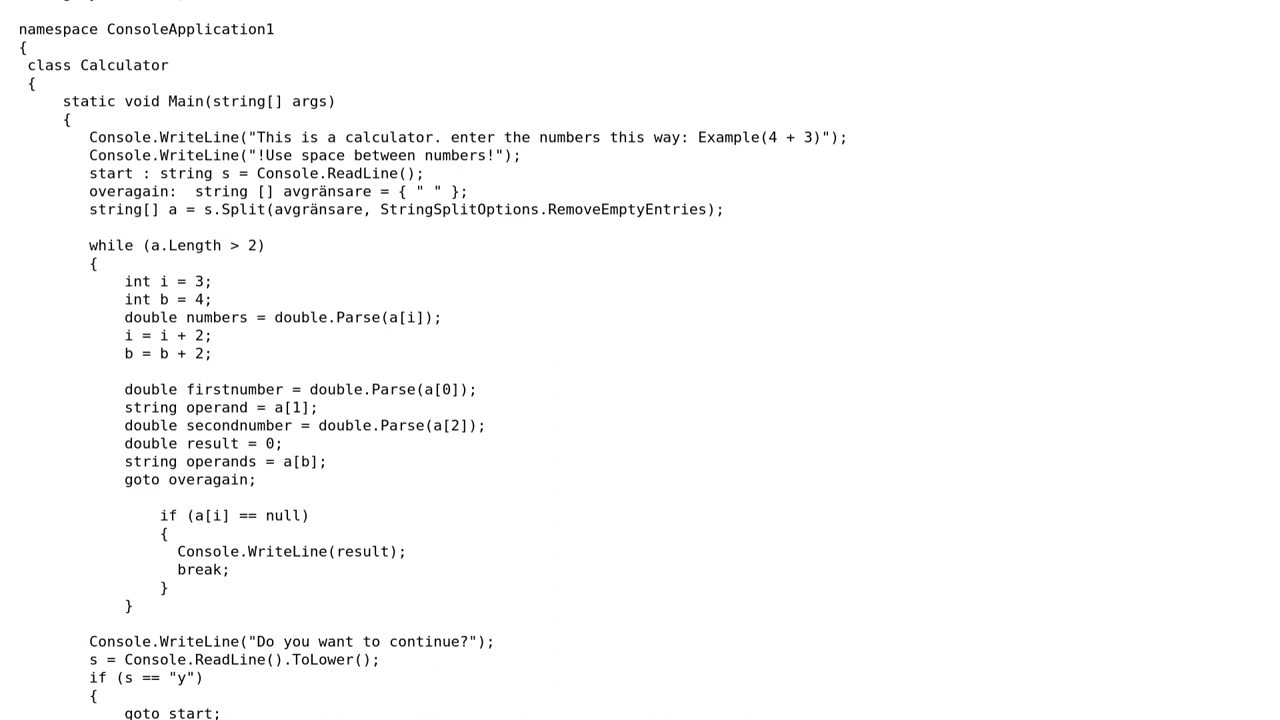 namespace ConsoleApplication1
{
class Calculator
{
static void Main(string[] args)
{
Console.WriteLine("This is a calculator. enter the numbers this way: Example(4 + 3)");
Console.WriteLine("!Use space between numbers!");
start : string s = Console.ReadLine();
overagain:  string [] avgränsare = { " " };
string[] a = s.Split(avgränsare, StringSplitOptions.RemoveEmptyEntries);
while (a.Length > 2)
{
int i = 3;
int b = 4;
double numbers = double.Parse(a[i]);
i = i + 2;
b = b + 2;
double firstnumber = double.Parse(a[0]);
string operand = a[1];
double secondnumber = double.Parse(a[2]);
double result = 0;
string operands = a[b];
goto overagain;
if (a[i] == null)
{
Console.WriteLine(result);
break;
}
}
Console.WriteLine("Do you want to continue?");
s = Console.ReadLine().ToLower();
if (s == "y")
{
goto start;